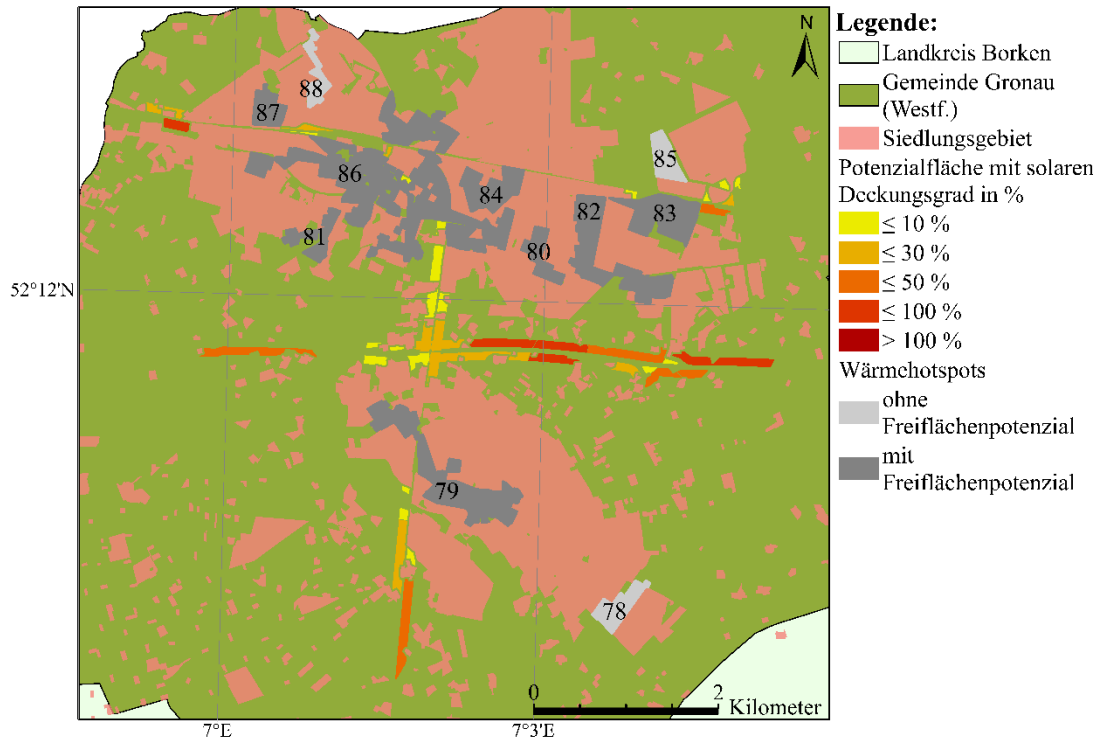 N
88
87
85
86
84
82
83
81
80
52°12'N
79
78
0
2
Kilometer
7°E
7°3'E
Legende:
Landkreis Borken
Gemeinde Gronau
(Westf.)
Siedlungsgebiet
Potenzialfläche mit solaren
Deckungsgrad in %
≤ 10 %
≤ 30 %
≤ 50 %
≤ 100 %
> 100 %
Wärmehotspots
ohne
Freiflächenpotenzial
mit
Freiflächenpotenzial